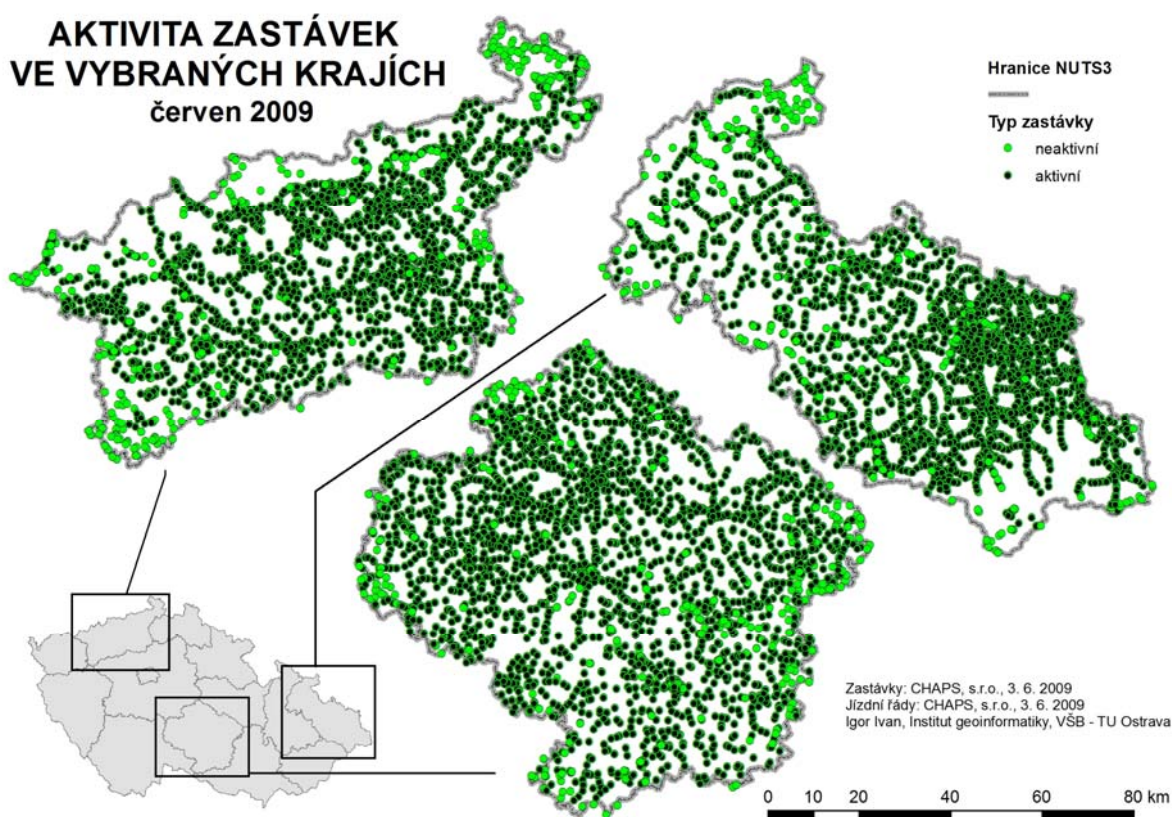 AKTIVITA ZASTÁVEK
VE VYBRANÝCH KRAJÍCH
červen 2009
Hranice NUTS3
Typ zastávky
neaktivní
aktivní
Zastávky: CHAPS, s.r.o., 3. 6. 2009
Jízdní řády: CHAPS, s.r.o., 3. 6. 2009
Igor Ivan, Institut geoinformatiky, VŠB - TU Ostrava
0 10 20 40 60 80 km